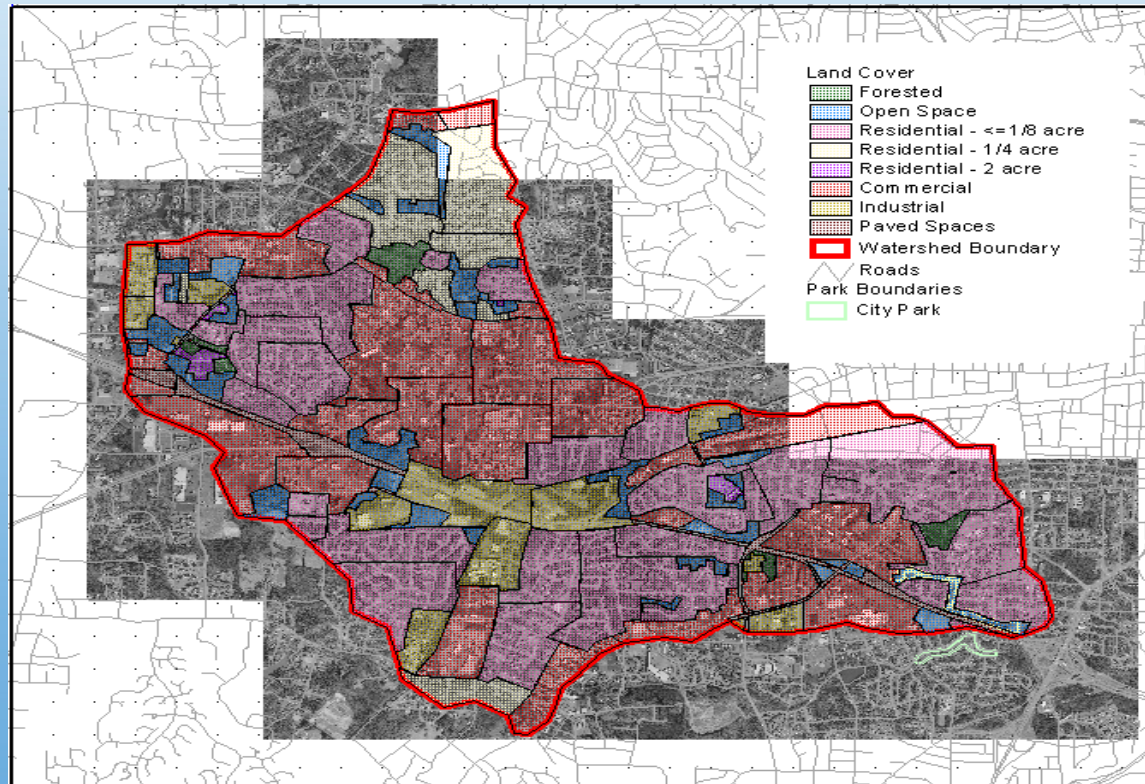 Land Cover
Forested
Open Space
Residential - <=1/8 acre
Residential - 1/4 acre
Residential - 2 acre
Commercial
Industrial
Paved Spaces
Watershed Boundary
Roads
Park Boundaries
City Park